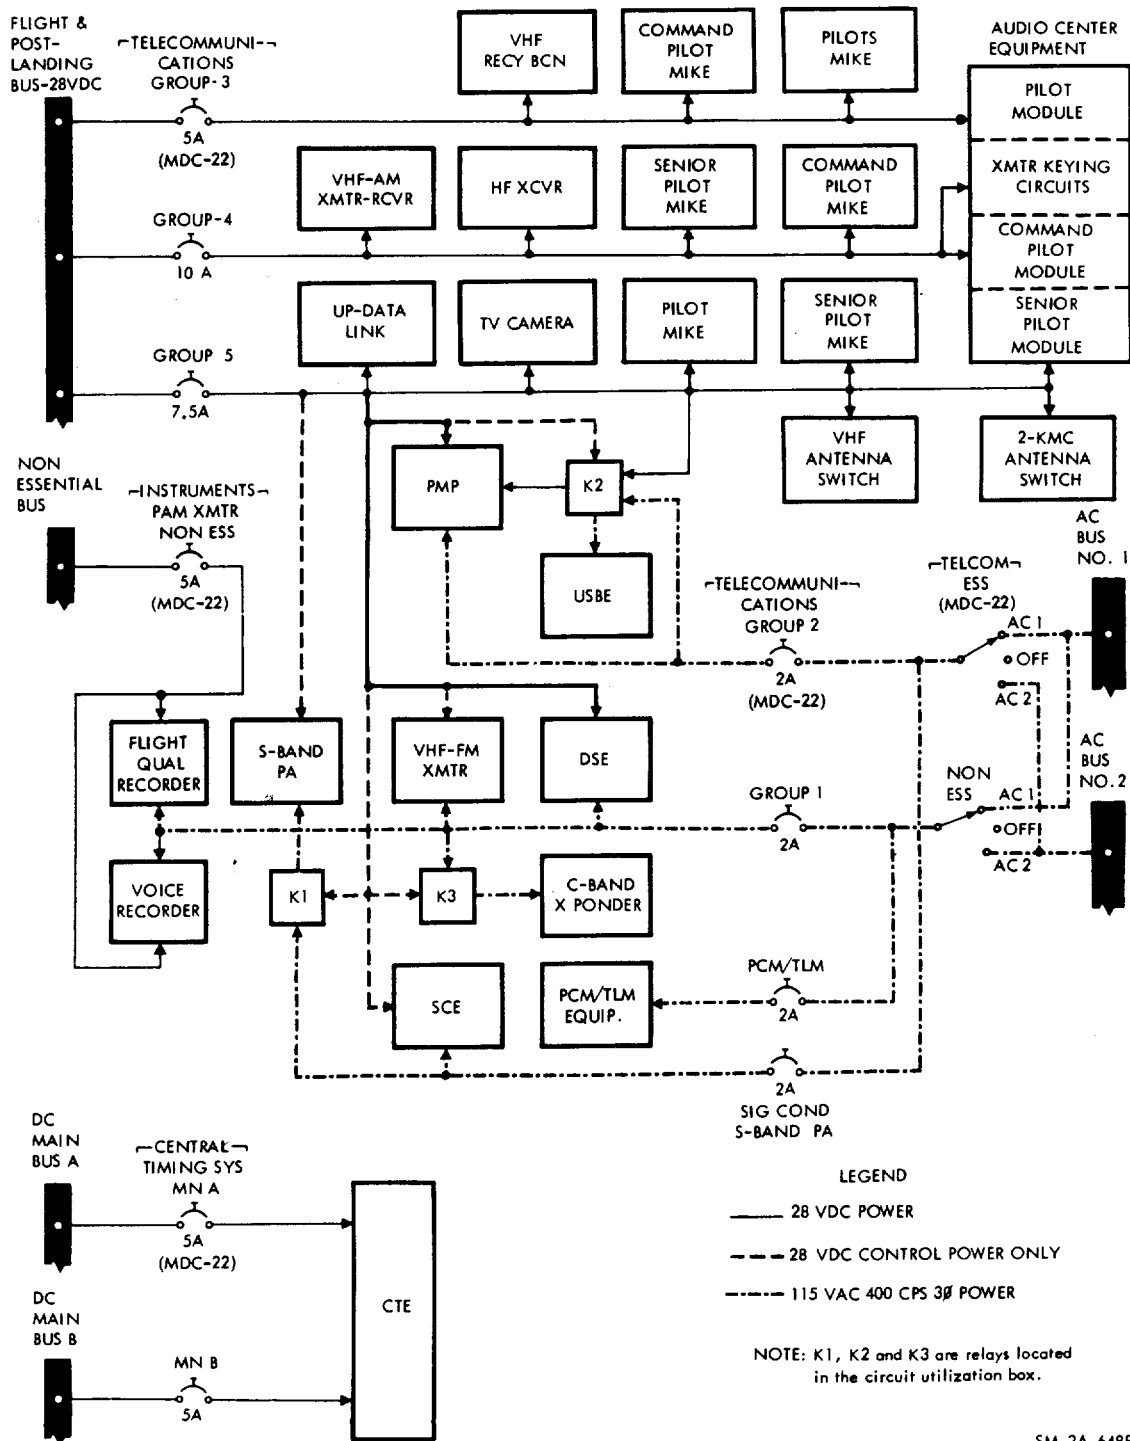 FLIGHT &
POST-
LANDING
BUS-28VDC
TELECOMMUNI-
CATIONS
GROUP-3
5A
(MDC-22)
VHF
RECY BCN
COMMAND
PILOT
MIKE
PILOTS
MIKE
AUDIO CENTER
EQUIPMENT
PILOT
MODULE
XMTR KEYING
CIRCUITS
COMMAND
PILOT
MODULE
SENIOR
PILOT
MODULE
GROUP-4
10 A
VHF-AM
XMTR-RCVR
HF XCVR
SENIOR
PILOT
MIKE
COMMAND
PILOT
MIKE
GROUP 5
7.5A
UP-DATA
LINK
TV CAMERA
PILOT
MIKE
SENIOR
PILOT
MIKE
VHF
ANTENNA
SWITCH
2-KMC
ANTENNA
SWITCH
PMP
K2
USBE
NON
ESSENTIAL
BUS
INSTRUMENTS
PAM XMTR
NON ESS
5A
(MDC-22)
TELECOMMUNI-
CATIONS
GROUP 2
2A
(MDC-22)
TELCOM
ESS
(MDC-22)
AC 1
OFF
AC 2
AC
BUS
NO. 1
FLIGHT
QUAL
RECORDER
S-BAND
PA
VHF-FM
XMTR
DSE
GROUP 1
2A
NON
ESS
AC 1
OFF
AC 2
AC
BUS
NO. 2
VOICE
RECORDER
K1
K3
C-BAND
X PONDER
SCE
PCM/TLM
EQUIP.
PCM/TLM
2A
2A
SIG COND
S-BAND PA
DC
MAIN
BUS A
CENTRAL
TIMING SYS
MN A
5A
(MDC-22)
CTE
DC
MAIN
BUS B
MN B
5A
LEGEND
28 VDC POWER
28 VDC CONTROL POWER ONLY
115 VAC 400 CPS 3Ø POWER
NOTE: K1, K2 and K3 are relays located
in the circuit utilization box.